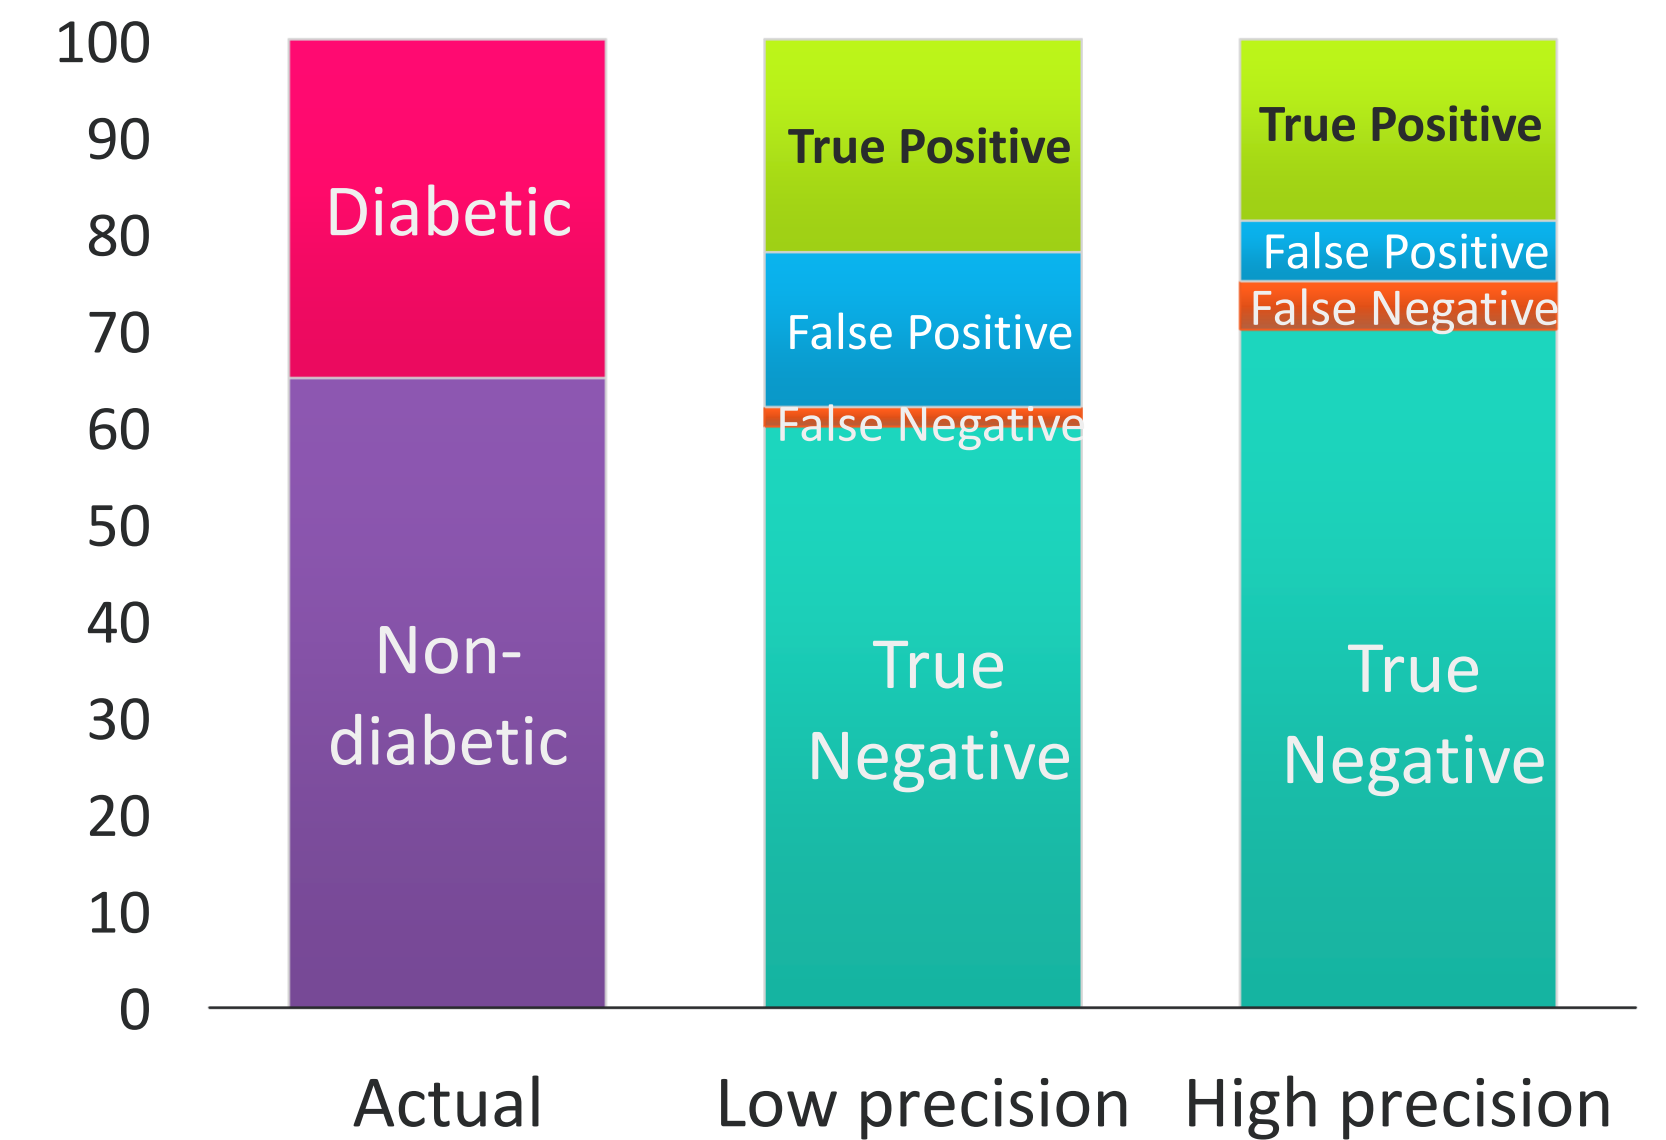 100
90
80
70
60
50
40
30
20
10
0
Diabetic
Non-
diabetic
True Positive
False Positive
False Negative
True
Negative
True Positive
False Positive
False Negative
True
Negative
Actual
Low precision
High precision